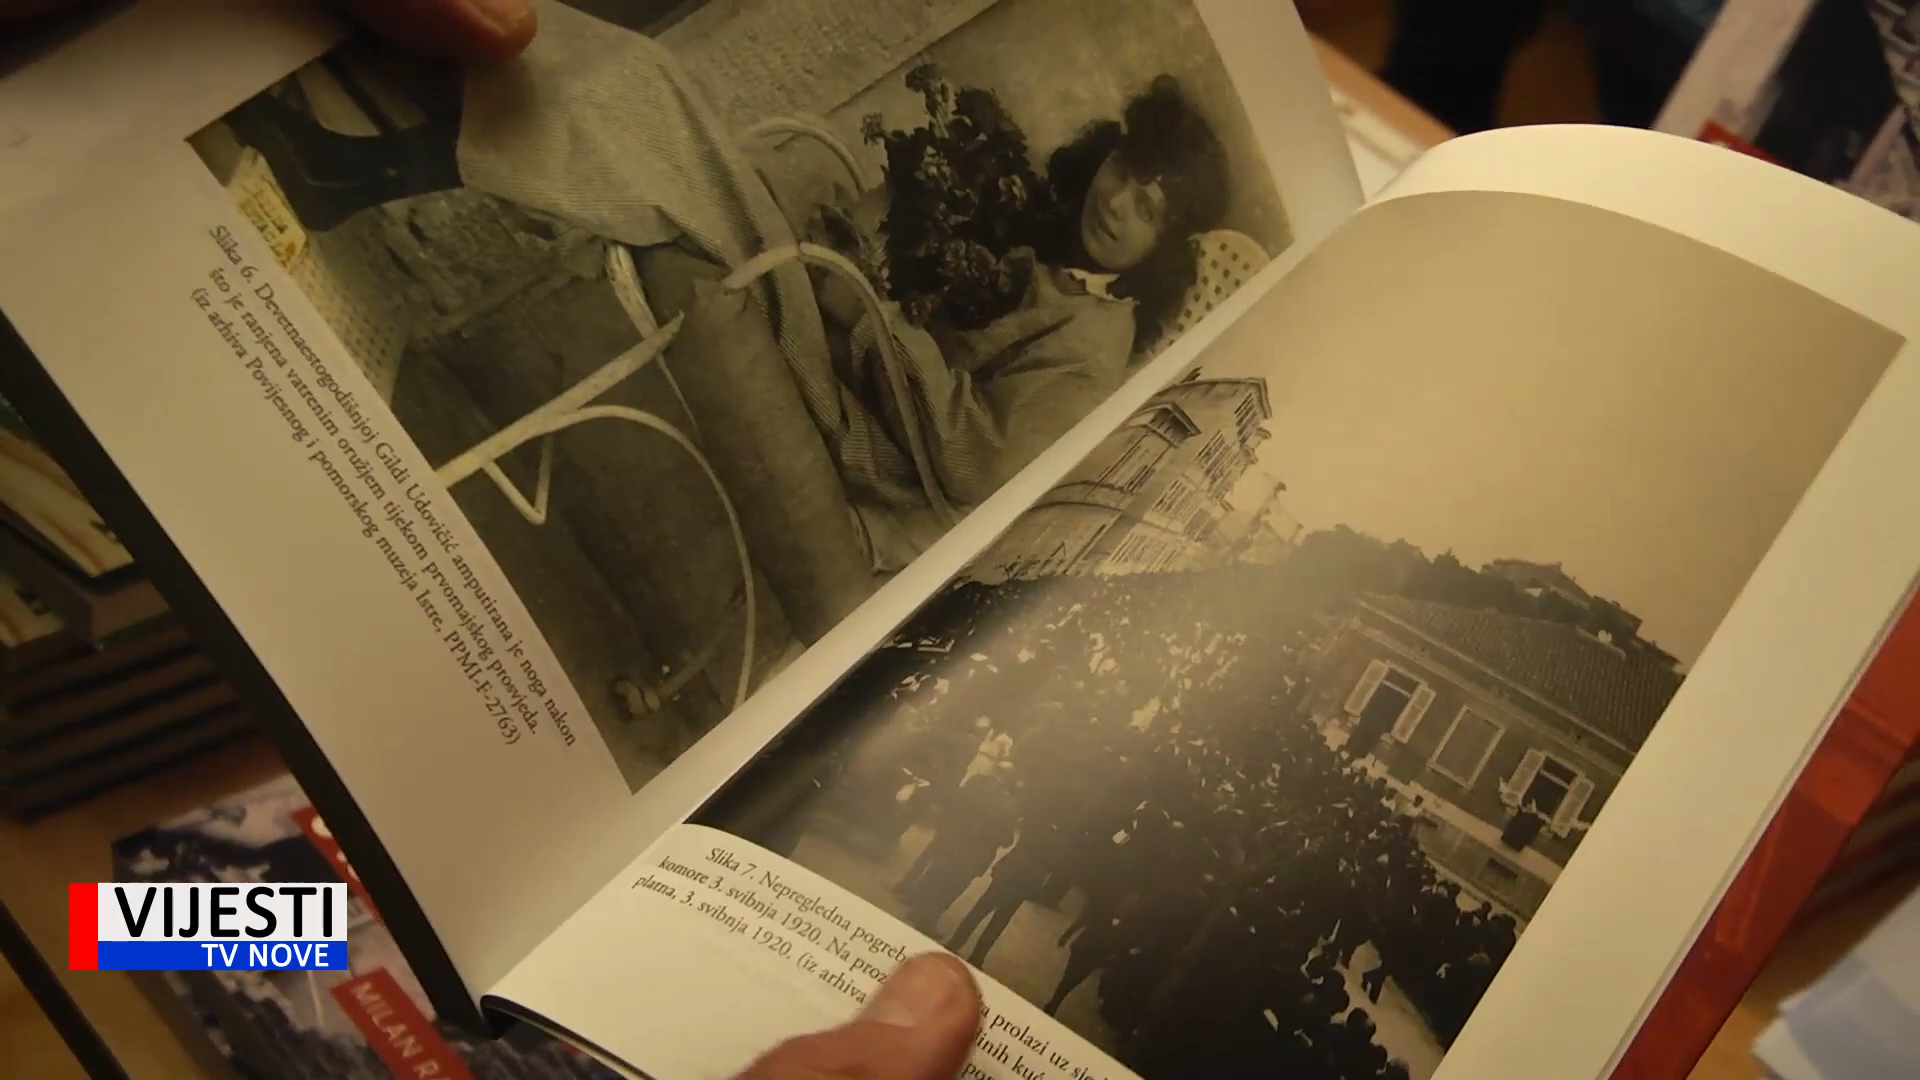 Slika 6. Devetnaestogodišnjoj Gildi Udovičić amputirana je noga nakon
što je ranjena vatrenim oružjem tijekom prvomajskog prosvjeda.
(iz arhiva Povijesnog i pomorskog muzeja Istre, PPMI-F-2763)
Slika 7. Nepregledna pogreb
a prolazi uz
komore 3. svibnja 1920. Na
platna, 3. svibnja 1920. (iz arhiva
VIJESTI
TV NOVE
MILAN